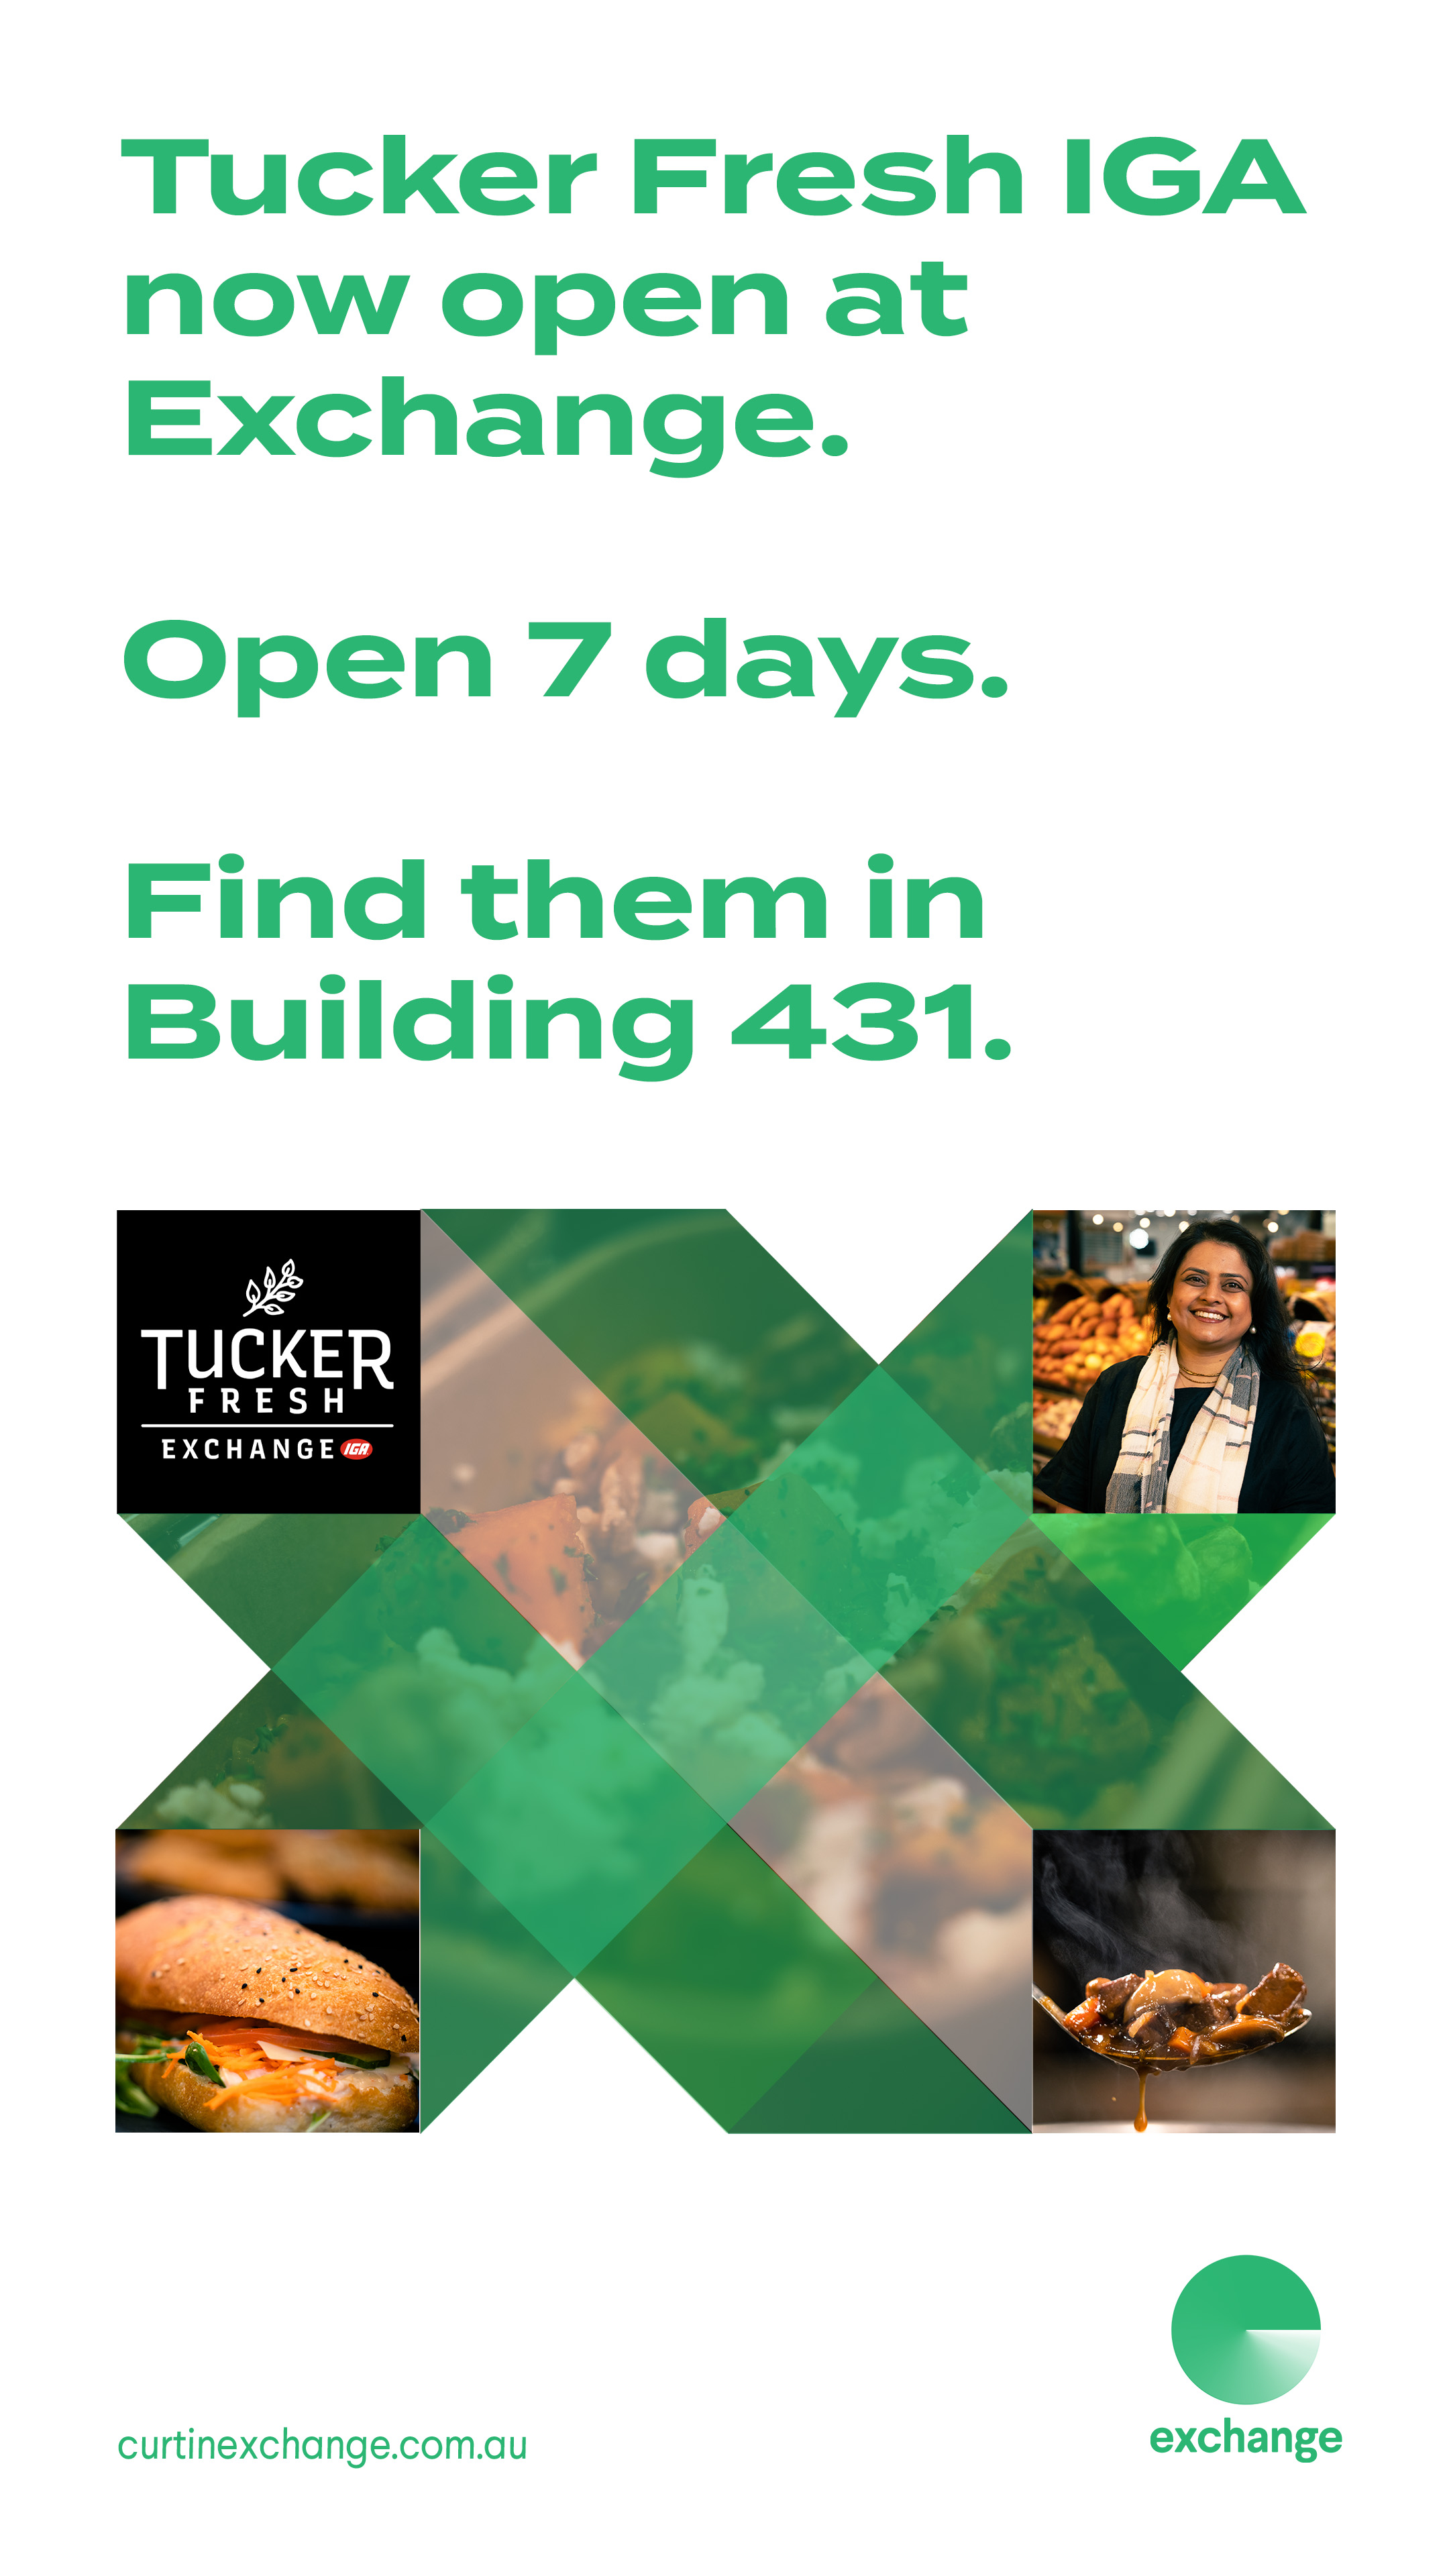 Tucker Fresh IGA
now open at
Exchange.
Open 7 days.
Find them in
Building 431.
TUCKER
FRESH
EXCHANGE IGA
curtinexchange.com.au
exchange